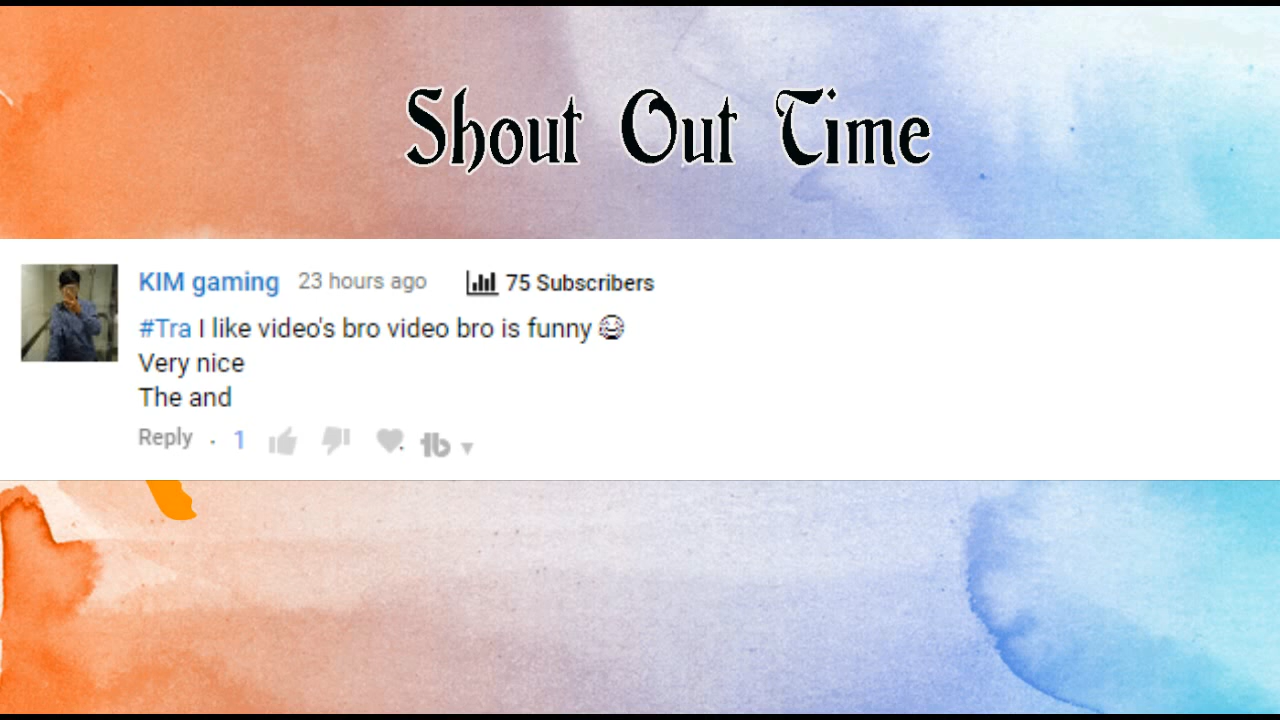 Shout Out Time
KIM gaming 23 hours ago 75 Subscribers
#Tra I like video's bro video bro is funny 😂
Very nice
The and
Reply . 1